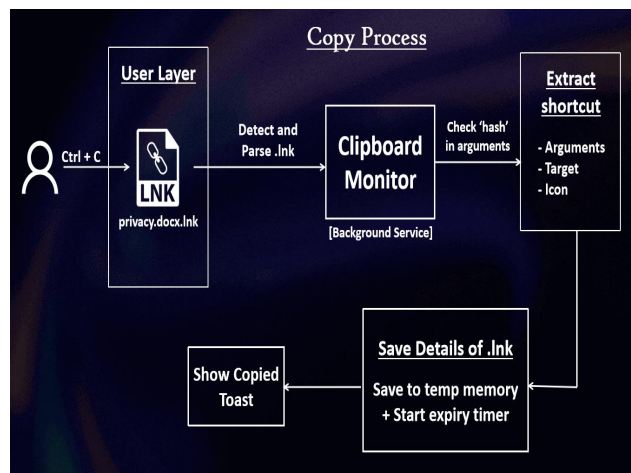 Copy Process
User Layer
Ctrl + C
LNK
privacy.docx.lnk
Detect and
Parse .lnk
Clipboard
Monitor
[Background Service]
Check ‘hash’
in arguments
Extract
shortcut
- Arguments
- Target
- Icon
Save Details of .lnk
Save to temp memory
+ Start expiry timer
Show Copied
Toast